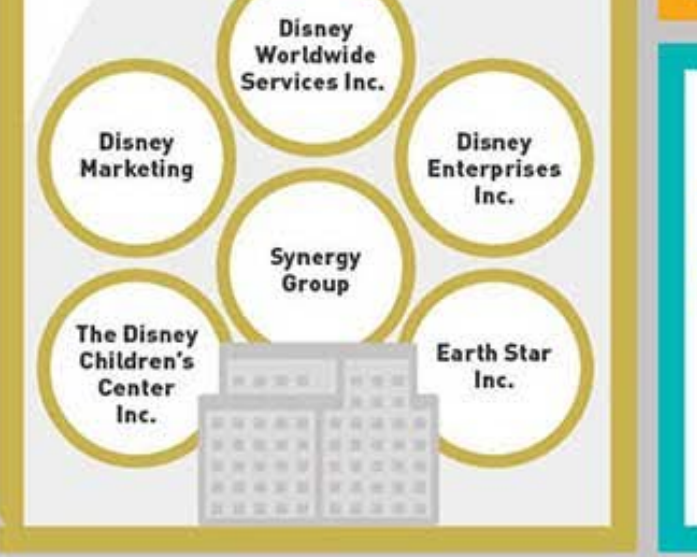 Disney
Worldwide
Services Inc.
Disney
Marketing
Disney
Enterprises
Inc.
Synergy
Group
The Disney
Children's
Center
Inc.
Earth Star
Inc.